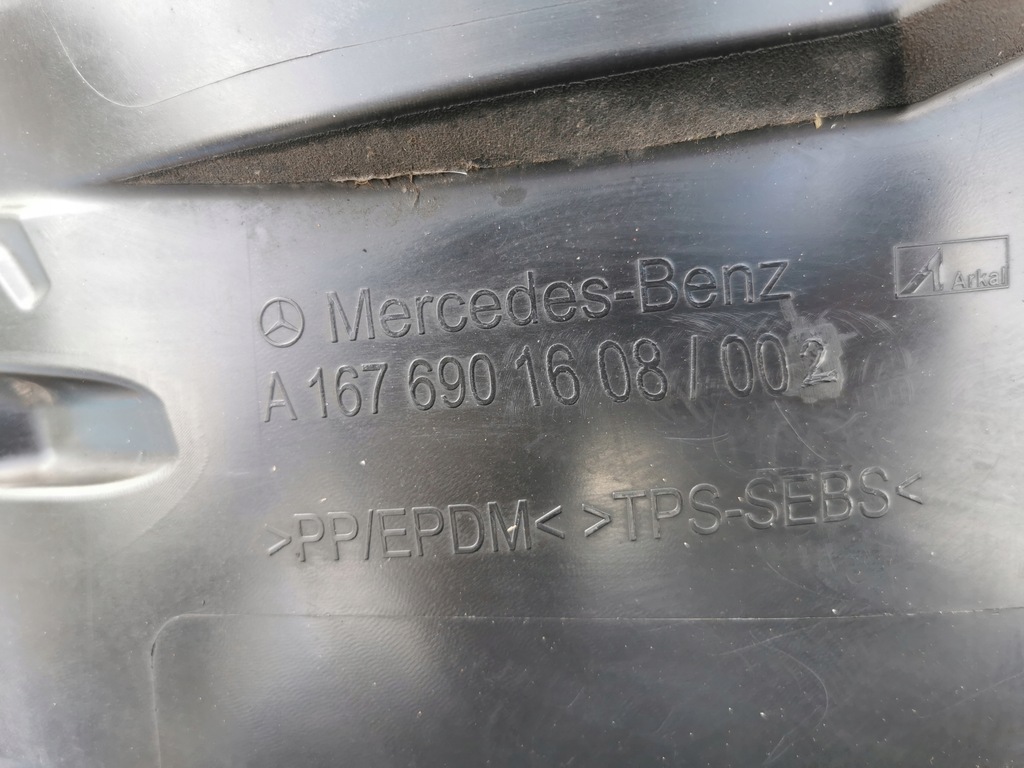 Mercedes-Benz
Arkal
A 167 690 16 08 / 002
>PP/EPDM< >TPS-SEBS<